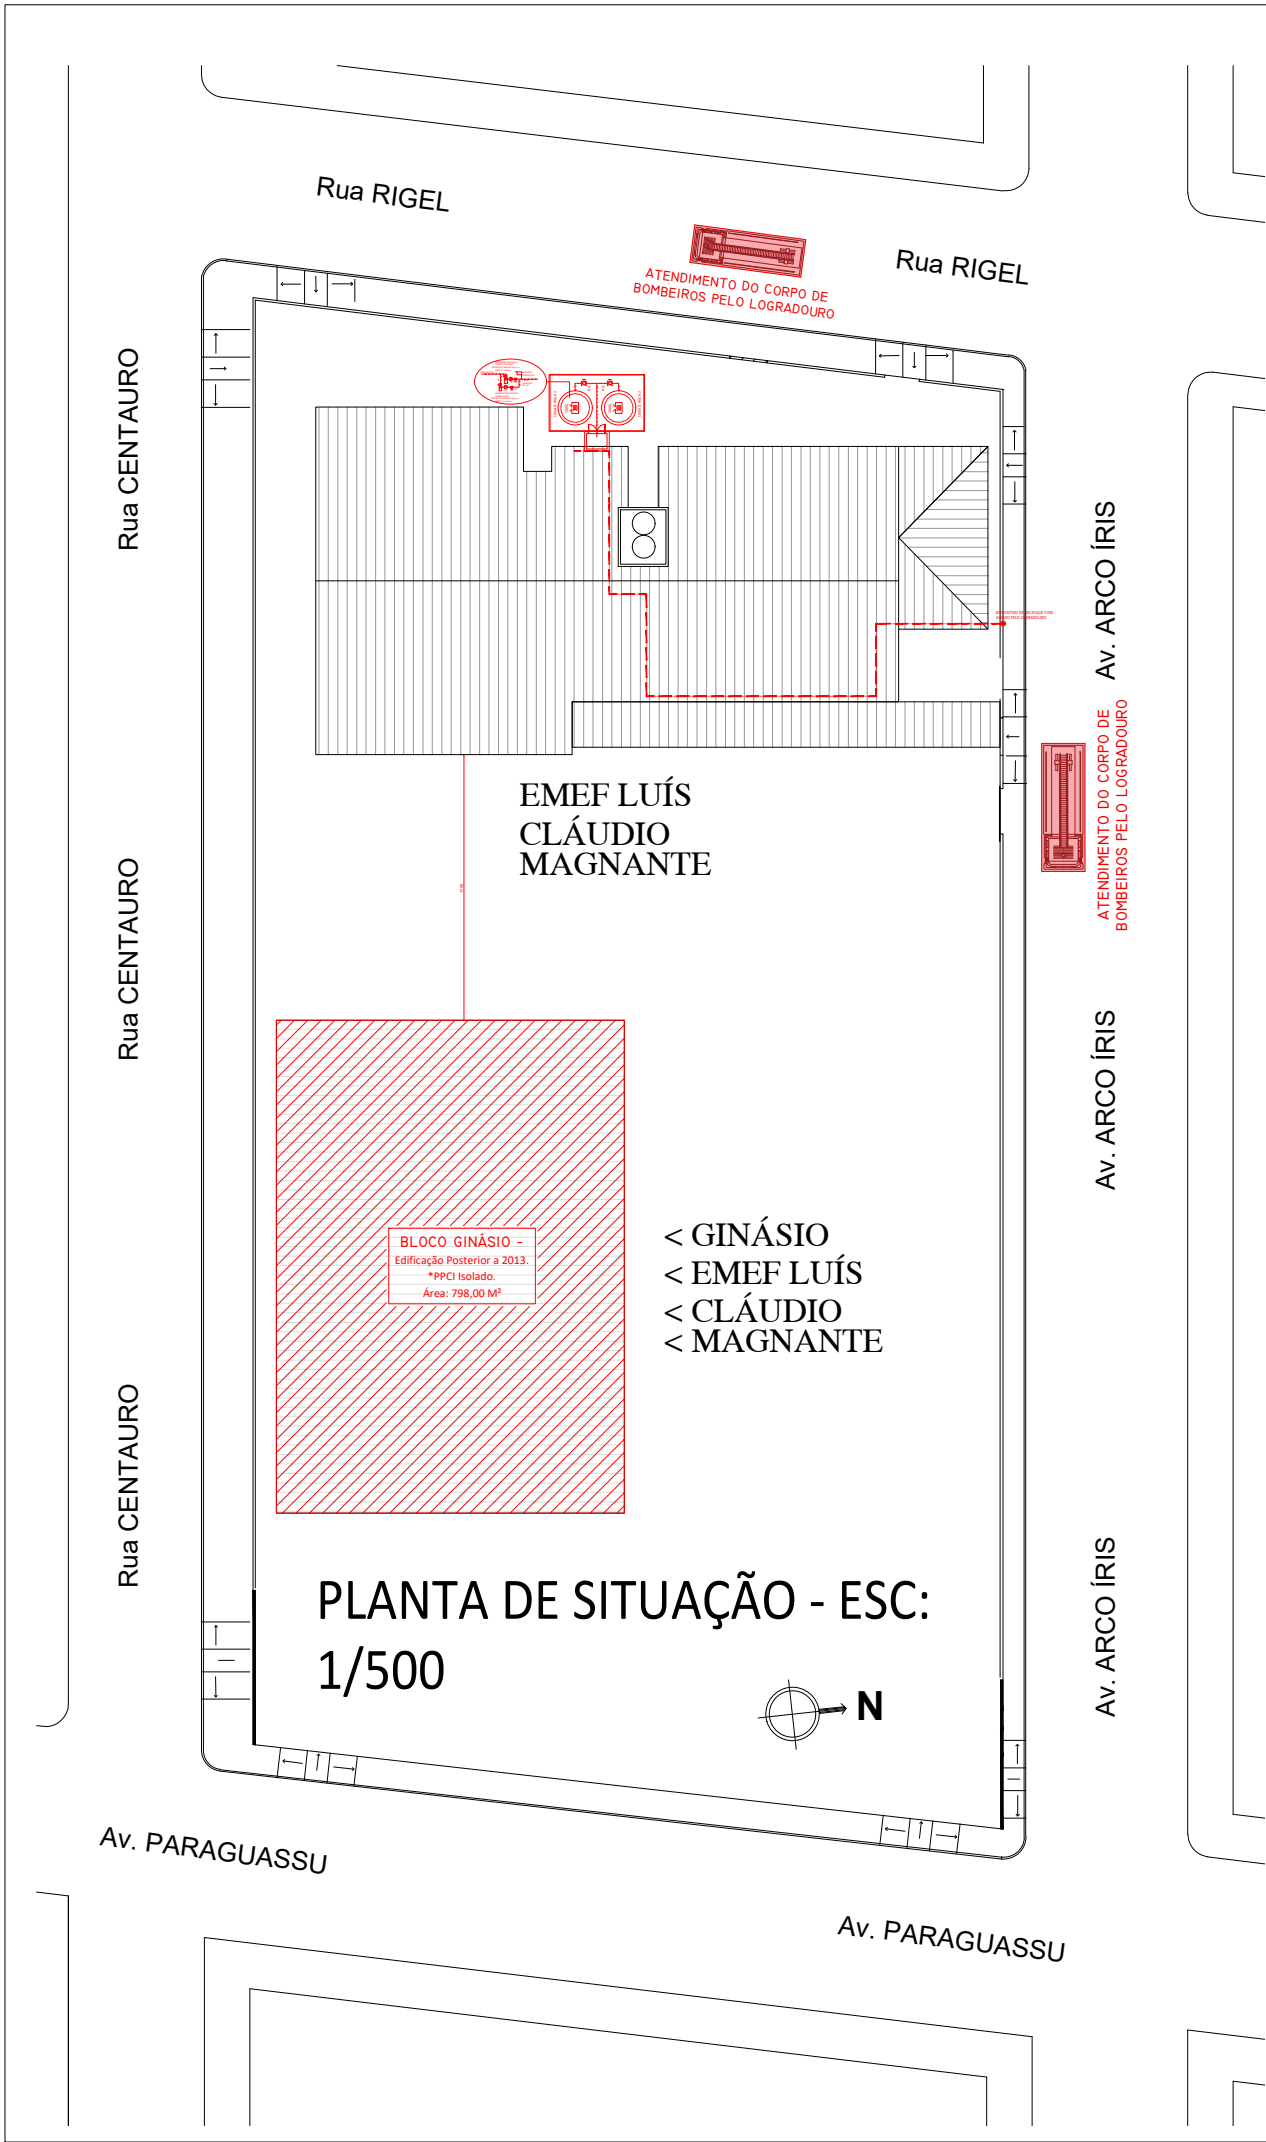 Rua RIGEL
Rua RIGEL
ATENDIMENTO DO CORPO DE
BOMBEIROS PELO LOGRADOURO
Rua CENTAURO
Av. ARCO ÍRIS
ATENDIMENTO DO CORPO DE
BOMBEIROS PELO LOGRADOURO
EMEF LUÍS
CLÁUDIO
MAGNANTE
Rua CENTAURO
Av. ARCO ÍRIS
BLOCO GINÁSIO -
Edificação Posterior a 2013.
*PPCI Isolado.
Área: 798,00 M²
< GINÁSIO
< EMEF LUÍS
< CLÁUDIO
< MAGNANTE
Rua CENTAURO
Av. ARCO ÍRIS
PLANTA DE SITUAÇÃO - ESC:
1/500
N
Av. PARAGUASSU
Av. PARAGUASSU